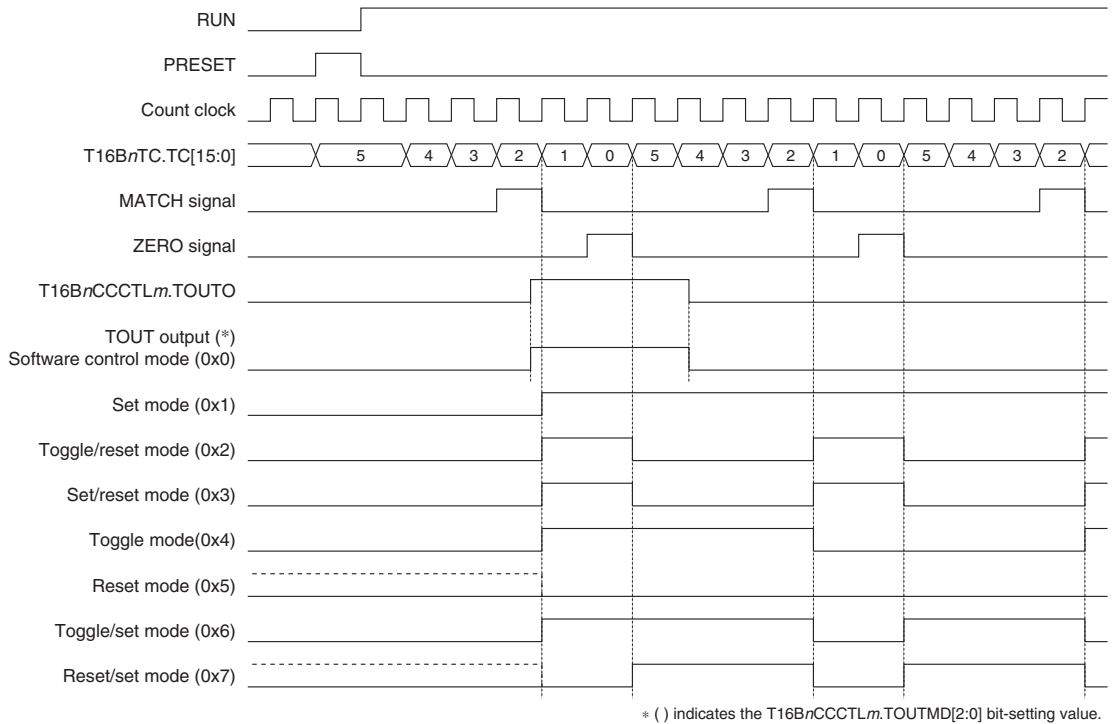 RUN
PRESET
Count clock
T16BnTC.TC[15:0] 5 4 3 2 1 0 5 4 3 2 1 0 5 4 3 2
MATCH signal
ZERO signal
T16BnCCCTLm.TOUTO
TOUT output (*)
Software control mode (0x0)
Set mode (0x1)
Toggle/reset mode (0x2)
Set/reset mode (0x3)
Toggle mode(0x4)
Reset mode (0x5)
Toggle/set mode (0x6)
Reset/set mode (0x7)
* ( ) indicates the T16BnCCCTLm.TOUTMD[2:0] bit-setting value.